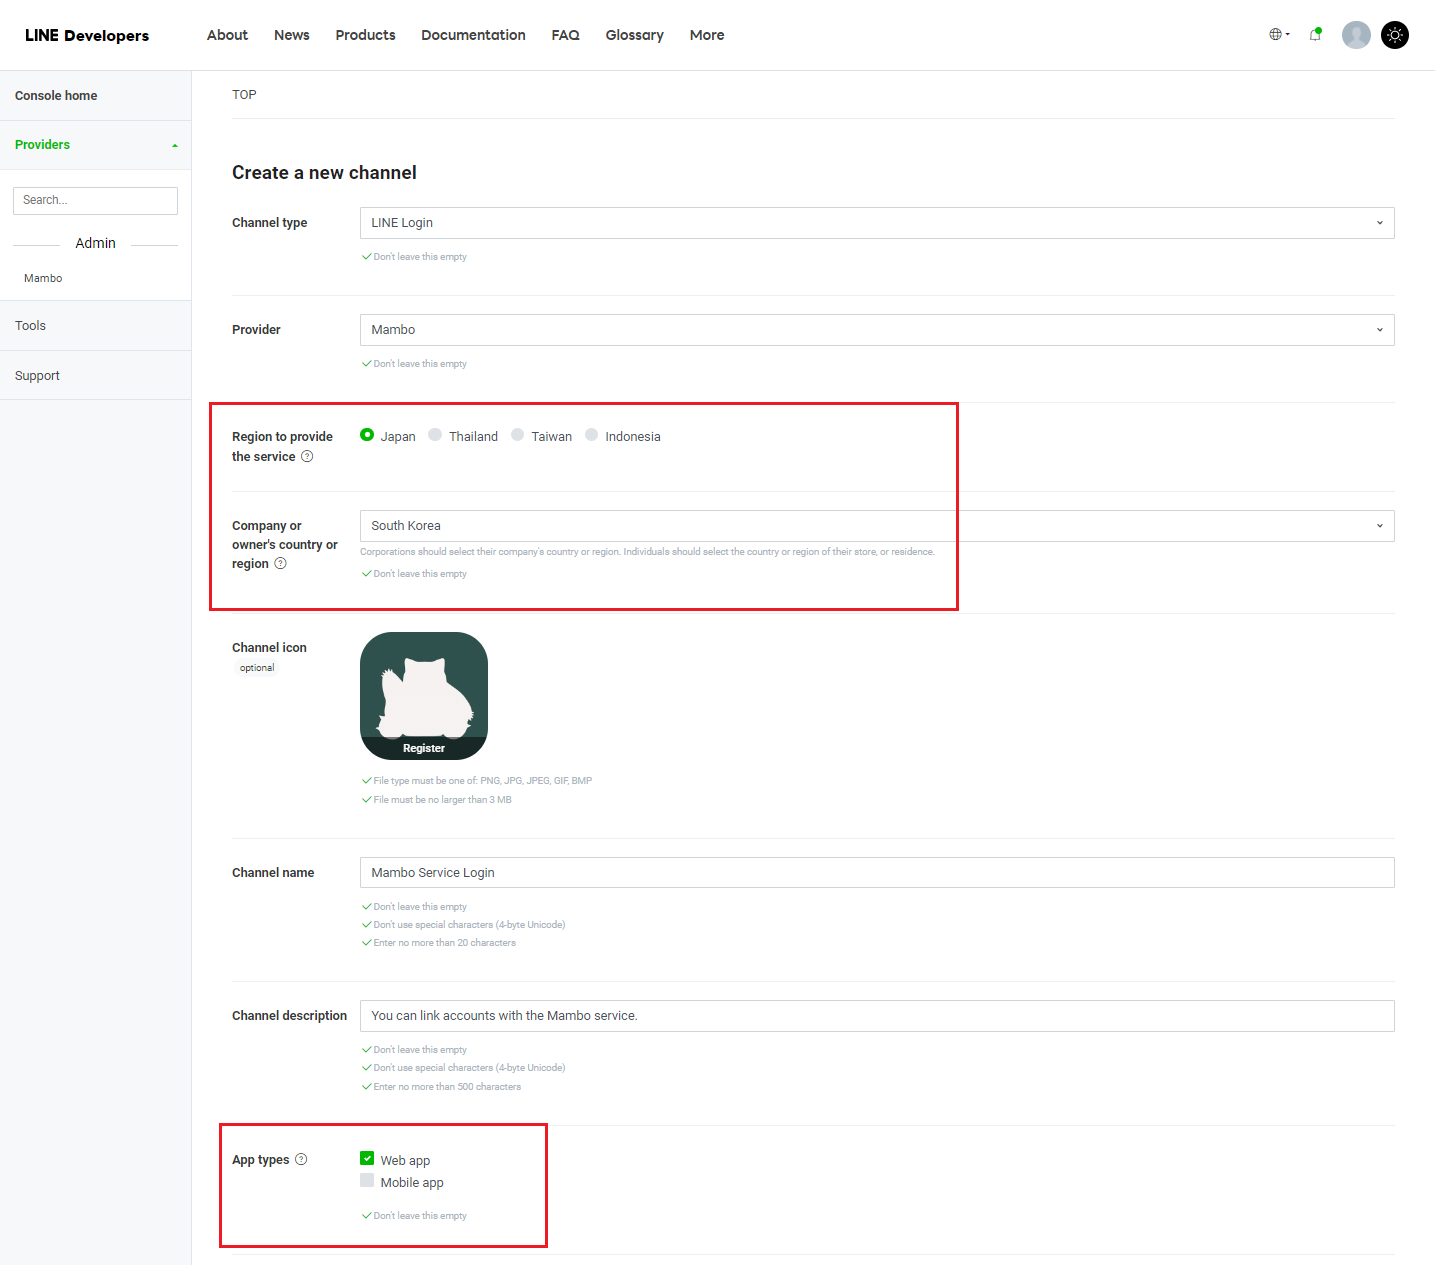 LINE Developers
About
News
Products
Documentation
FAQ
Glossary
More
Console home
Providers
Search...
Admin
Mambo
Tools
Support
TOP
Create a new channel
Channel type
LINE Login
Don't leave this empty
Provider
Mambo
Don't leave this empty
Region to provide
the service
Japan
Thailand
Taiwan
Indonesia
Company or
owner's country or
region
South Korea
Corporations should select their company's country or region. Individuals should select the country or region of their store, or residence.
Don't leave this empty
Channel icon
optional
Register
File type must be one of: PNG, JPG, JPEG, GIF, BMP
File must be no larger than 3 MB
Channel name
Mambo Service Login
Don't leave this empty
Don't use special characters (4-byte Unicode)
Enter no more than 20 characters
Channel description
You can link accounts with the Mambo service.
Don't leave this empty
Don't use special characters (4-byte Unicode)
Enter no more than 500 characters
App types
Web app
Mobile app
Don't leave this empty